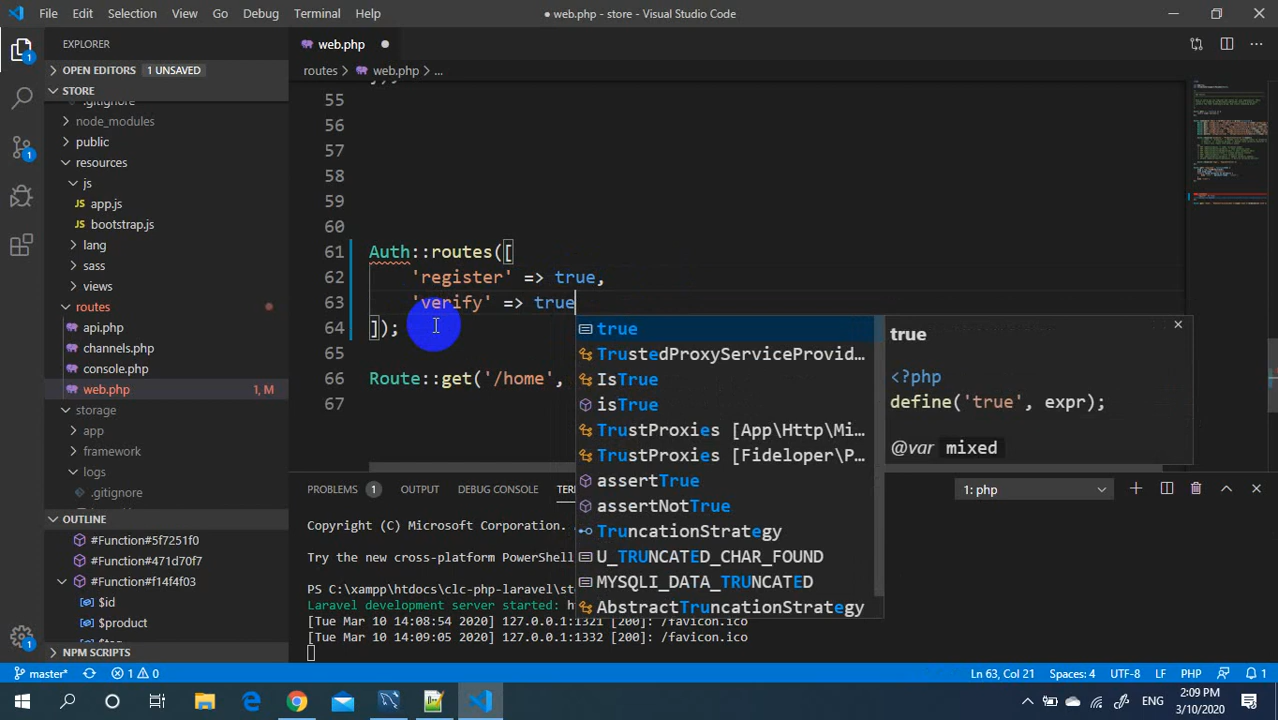 File Edit Selection View Go Debug Terminal Help
● web.php - store - Visual Studio Code
EXPLORER
OPEN EDITORS 1 UNSAVED
STORE
.gitignore
node_modules
public
resources
js
app.js
bootstrap.js
lang
sass
views
routes
api.php
channels.php
console.php
web.php 1, M
storage
app
framework
logs
.gitignore
OUTLINE
#Function#5f7251f0
#Function#471d70f7
#Function#f14f4f03
$id
$product
NPM SCRIPTS
web.php ●
routes > web.php > ...
55
56
57
58
59
60
61 Auth::routes([
62 'register' => true,
63 'verify' => true
64 ]);
65
66 Route::get('/home',
67
true
TrustedProxyServiceProvid...
IsTrue
isTrue
TrustProxies [App\Http\Mi...
TrustProxies [Fideloper\P...
assertTrue
assertNotTrue
TruncationStrategy
U_TRUNCATED_CHAR_FOUND
MYSQLI_DATA_TRUNCATED
AbstractTruncationStrategy
true
<?php
define('true', expr);
@var mixed
PROBLEMS 1 OUTPUT DEBUG CONSOLE
1: php
Copyright (C) Microsoft Corporation.
Try the new cross-platform PowerShell
PS C:\xampp\htdocs\clc-php-laravel\st
Laravel development server started: h
[Tue Mar 10 14:08:54 2020] 127.0.0.1:1321 [200]: /favicon.ico
[Tue Mar 10 14:09:05 2020] 127.0.0.1:1332 [200]: /favicon.ico
master* 1 0 Ln 63, Col 21 Spaces: 4 UTF-8 LF PHP 1
ENG
2:09 PM
3/10/2020